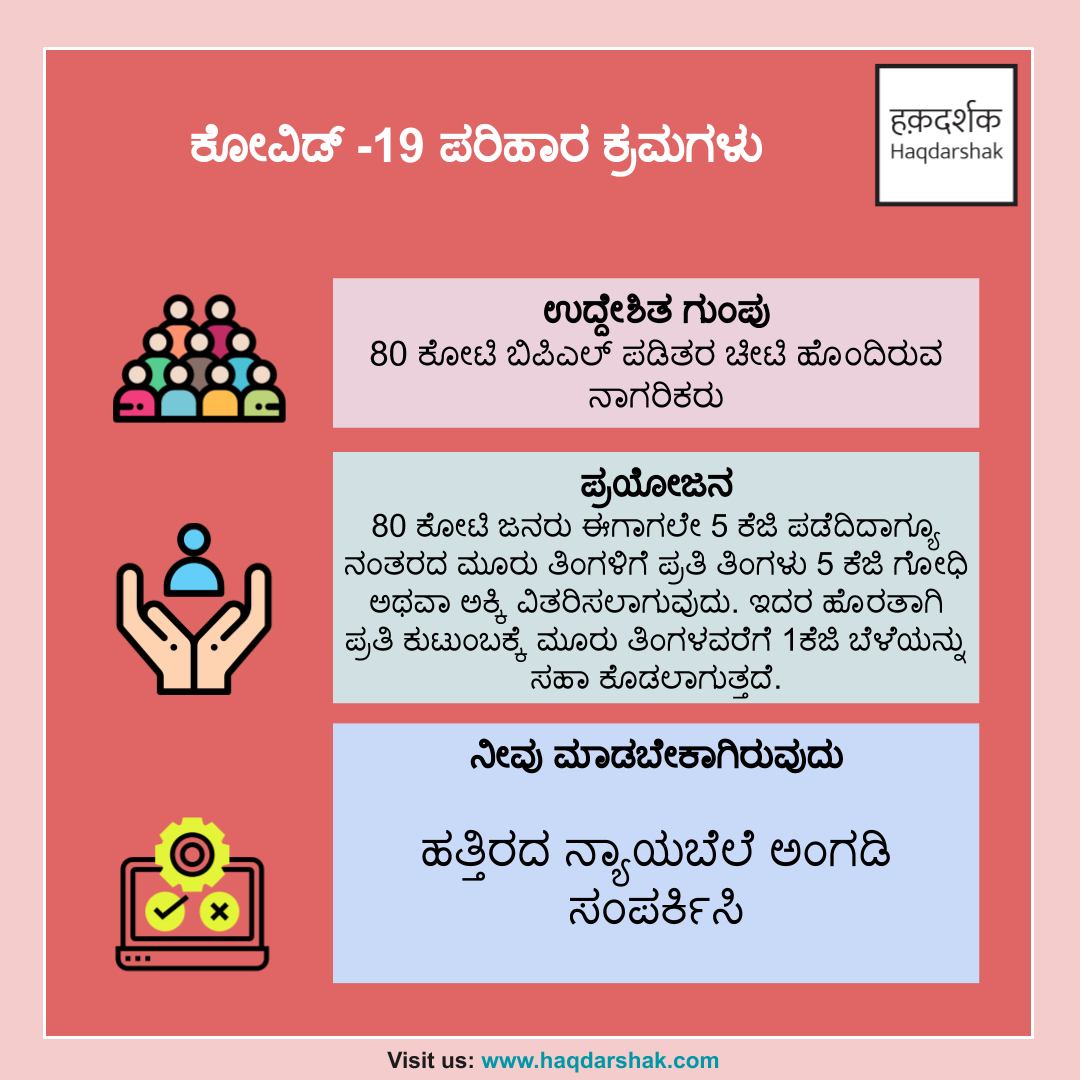 हक़दर्शक
Haqdarshak
ಕೋವಿಡ್ -19 ಪರಿಹಾರ ಕ್ರಮಗಳು
ಉದ್ದೇಶಿತ ಗುಂಪು
80 ಕೋಟಿ ಬಿಪಿಎಲ್ ಪಡಿತರ ಚೀಟಿ ಹೊಂದಿರುವ
ನಾಗರಿಕರು
ಪ್ರಯೋಜನ
80 ಕೋಟಿ ಜನರು ಈಗಾಗಲೇ 5 ಕೆಜಿ ಪಡೆದಿದಾಗ್ಯೂ
ನಂತರದ ಮೂರು ತಿಂಗಳಿಗೆ ಪ್ರತಿ ತಿಂಗಳು 5 ಕೆಜಿ ಗೋಧಿ
ಅಥವಾ ಅಕ್ಕಿ ವಿತರಿಸಲಾಗುವುದು. ಇದರ ಹೊರತಾಗಿ
ಪ್ರತಿ ಕುಟುಂಬಕ್ಕೆ ಮೂರು ತಿಂಗಳವರೆಗೆ 1ಕೆಜಿ ಬೆಳೆಯನ್ನು
ಸಹಾ ಕೊಡಲಾಗುತ್ತದೆ.
ನೀವು ಮಾಡಬೇಕಾಗಿರುವುದು
ಹತ್ತಿರದ ನ್ಯಾಯಬೆಲೆ ಅಂಗಡಿ
ಸಂಪರ್ಕಿಸಿ
Visit us: www.haqdarshak.com